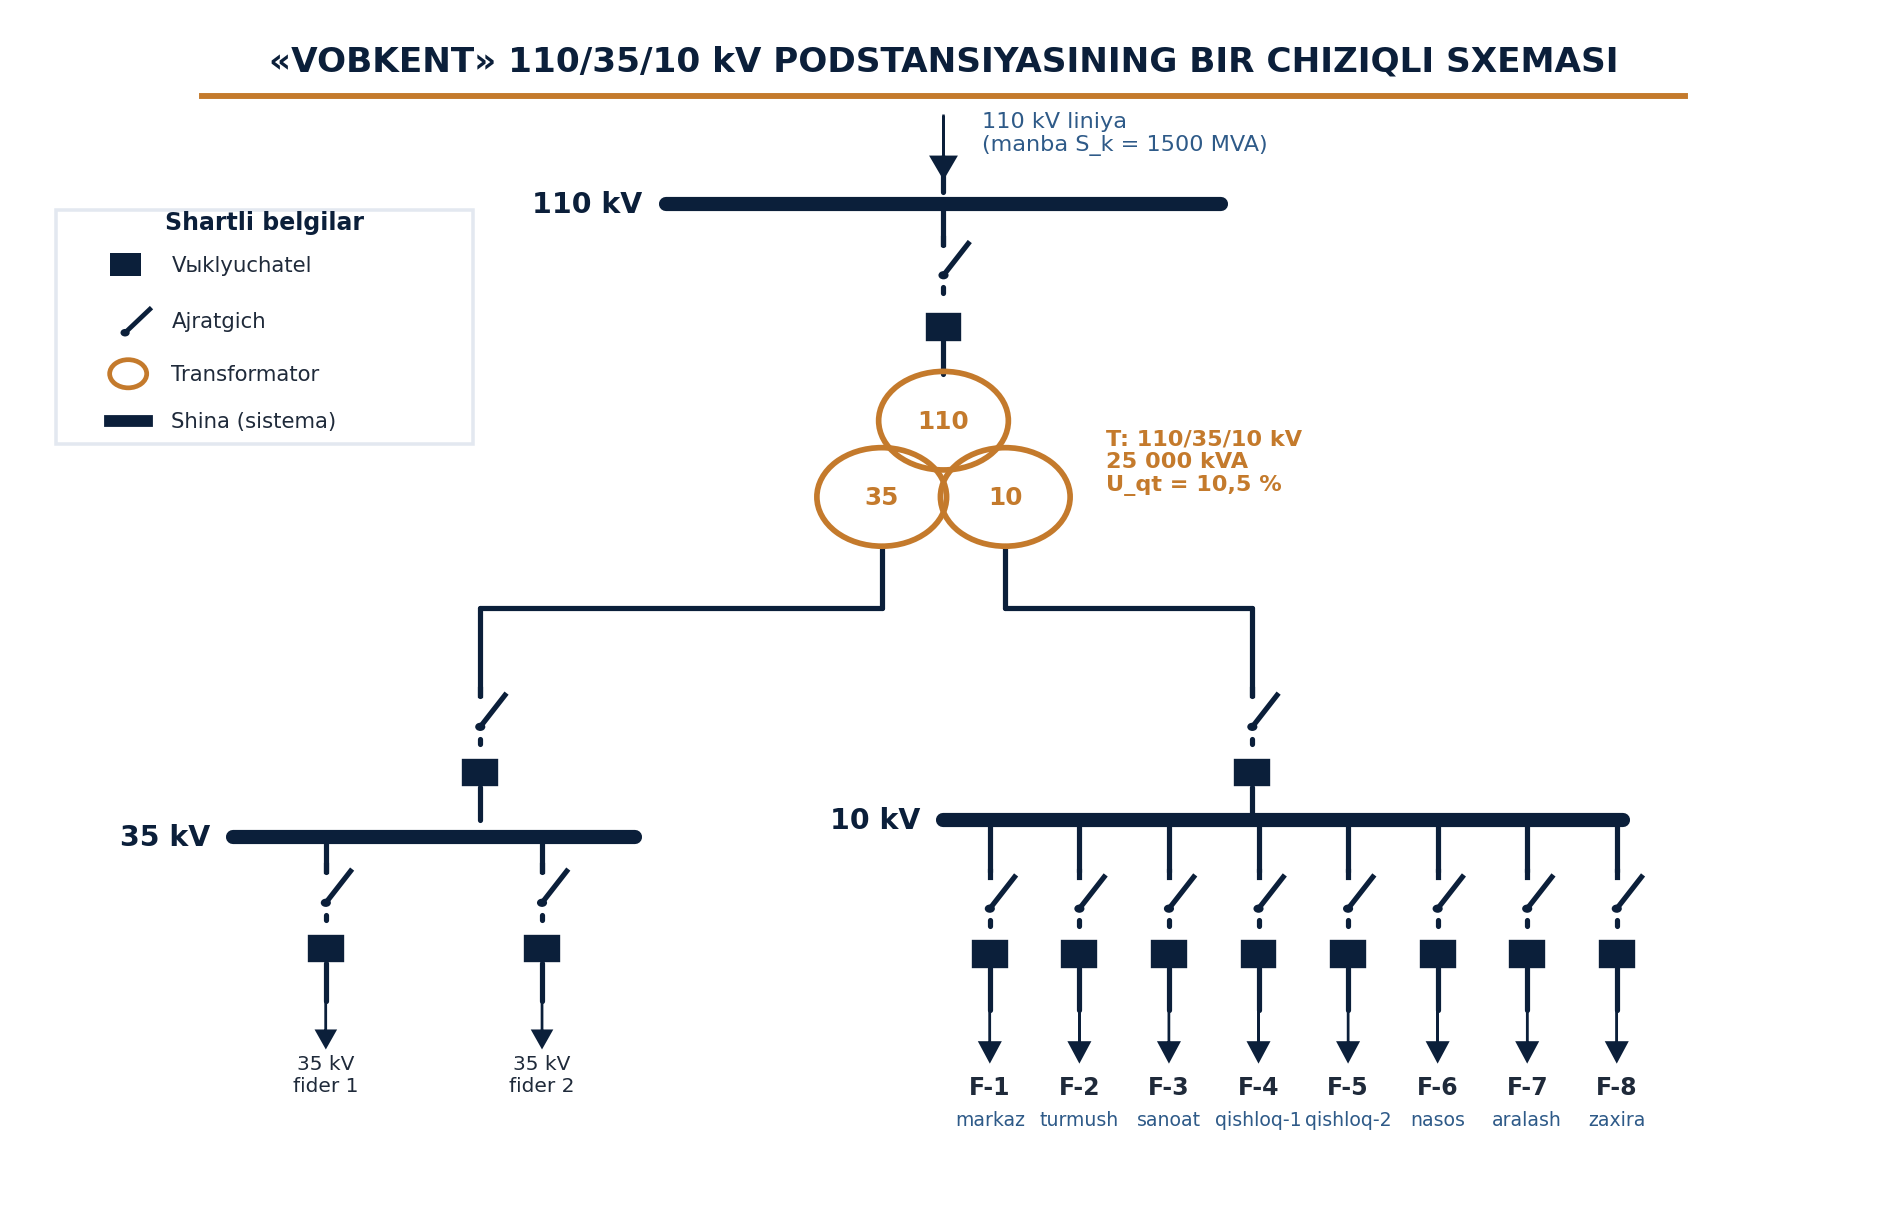 «VOBKENT» 110/35/10 kV PODSTANSIYASINING BIR CHIZIQLI SXEMASI
110 kV liniya
(manba S_k = 1500 MVA)
110 kV
Shartli belgilar
Vыklyuchatel
Ajratgich
Transformator
Shina (sistema)
110
35
10
T: 110/35/10 kV
25 000 kVA
U_qt = 10,5 %
35 kV
10 kV
35 kV
fider 1
35 kV
fider 2
F-1 F-2 F-3 F-4 F-5 F-6 F-7 F-8
markaz turmush sanoat qishloq-1 qishloq-2 nasos aralash zaxira